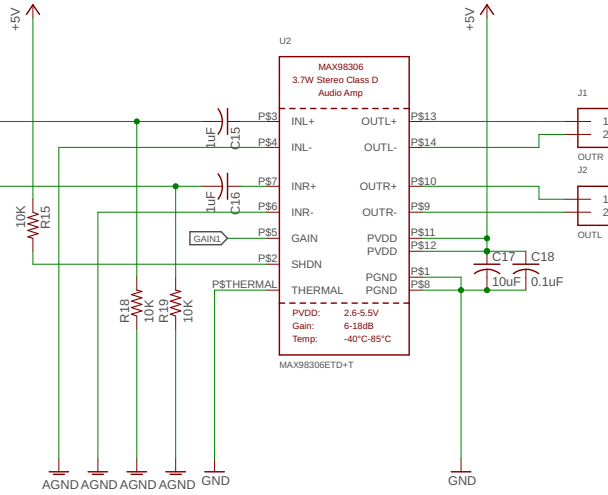 +5V
+5V
U2
MAX98306
3.7W Stereo Class D
Audio Amp
J1
P$3
INL+
OUTL+
P$13
1
1uF
C15
2
P$4
INL-
OUTL-
P$14
OUTR
J2
P$7
INR+
OUTR+
P$10
1
1uF
C16
10K
R15
P$6
INR-
OUTR-
P$9
2
OUTL
GAIN1
P$5
GAIN
PVDD
P$11
PVDD
P$12
P$2
SHDN
C17
C18
PGND
P$1
10uF
0.1uF
P$THERMAL
THERMAL
PGND
P$8
R18
10K
R19
10K
PVDD: 2.6-5.5V
Gain: 6-18dB
Temp: -40°C-85°C
MAX98306ETD+T
AGND
AGND
AGND
AGND
GND
GND